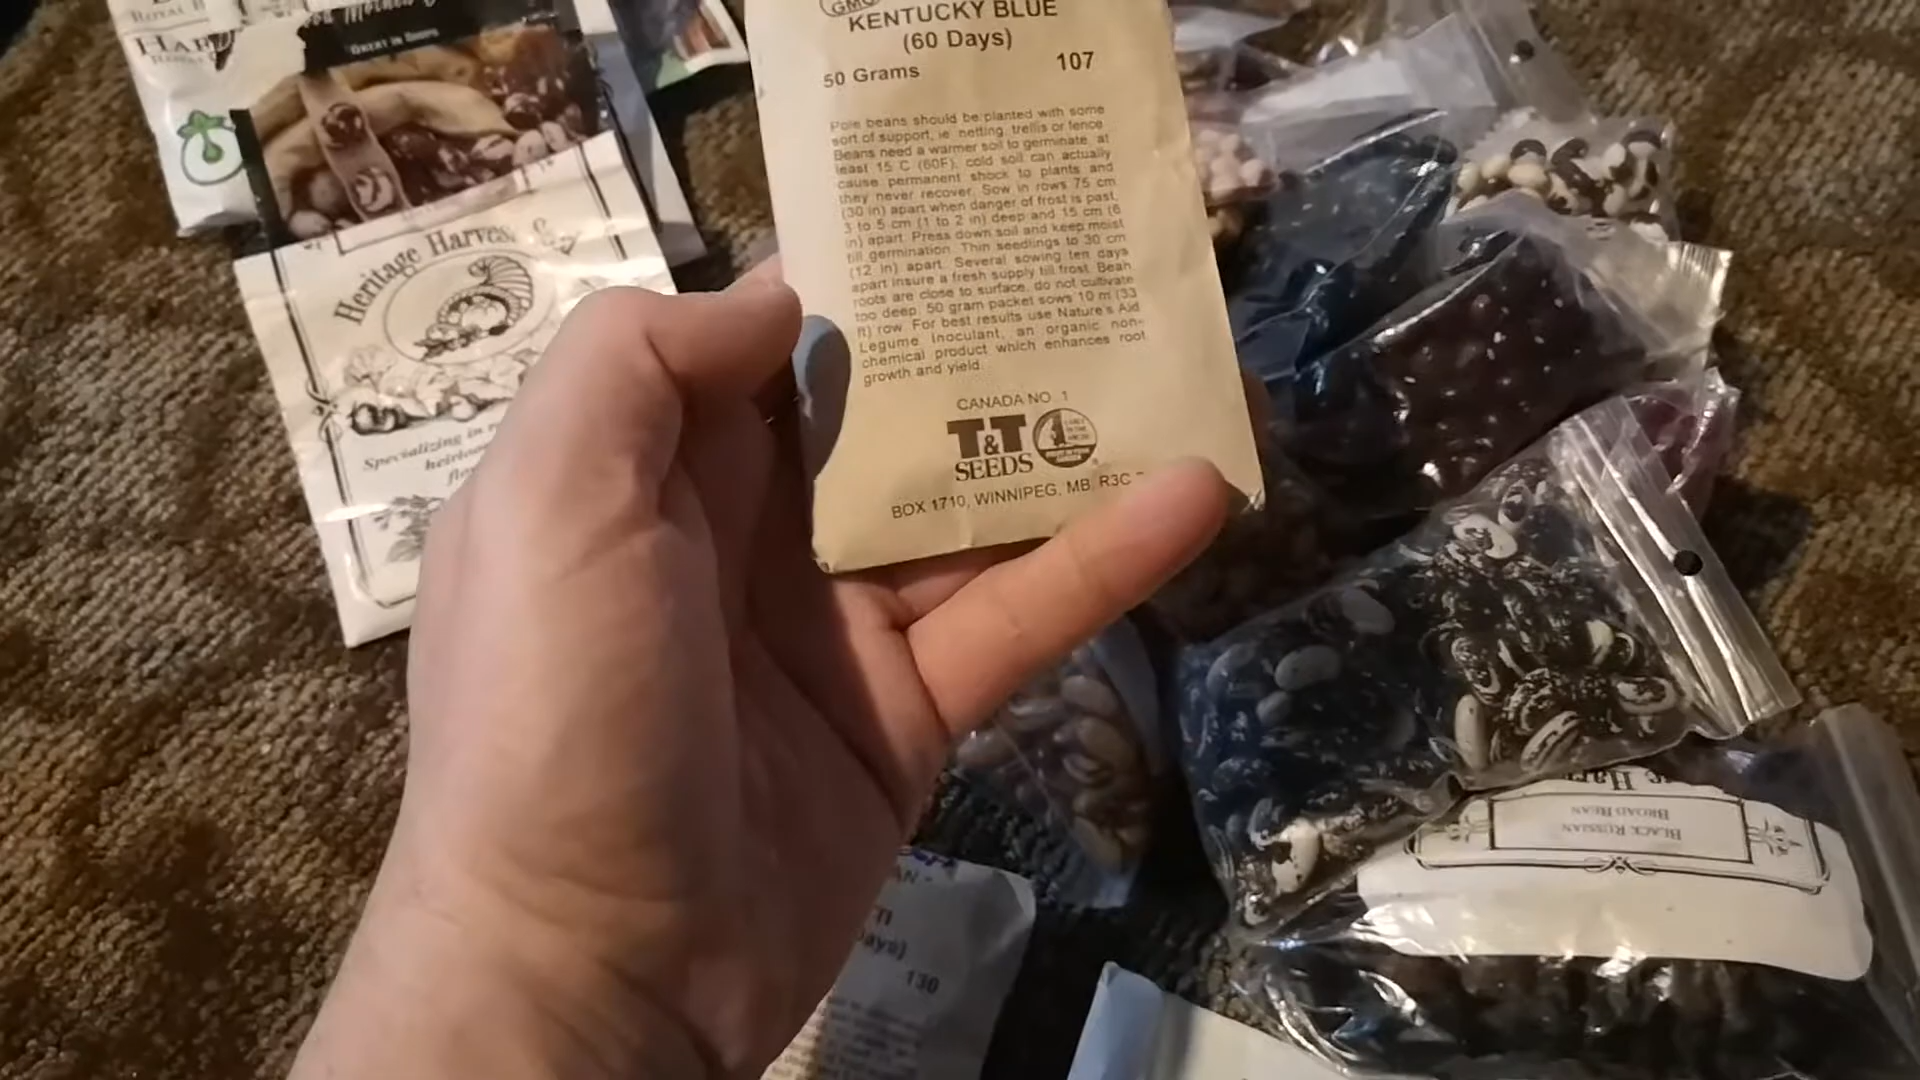 GMO
KENTUCKY BLUE
(60 Days)
50 Grams 107
Pole beans should be planted with some
sort of support, ie. netting, trellis or fence.
Beans need a warmer soil to germinate, at
least 15 C (60F), cold soil can actually
cause permanent shock to plants and
they never recover. Sow in rows 75 cm
(30 in) apart when danger of frost is past,
3 to 5 cm (1 to 2 in) deep and 15 cm (6
in) apart. Press down soil and keep moist
till germination. Thin seedlings to 30 cm
(12 in) apart. Several sowing ten days
apart insure a fresh supply till frost. Bean
roots are close to surface, do not cultivate
too deep. 50 gram packet sows 10 m (33
ft) row. For best results use Nature's Aid
Legume Inoculant, an organic non-
chemical product which enhances root
growth and yield.
CANADA NO. 1
T&T
SEEDS
BOX 1710, WINNIPEG, MB, R3C
GREAT IN SOUPS
Heritage Harvest
Specializing in
BLACK RUSSIAN
BROAD BEAN
130